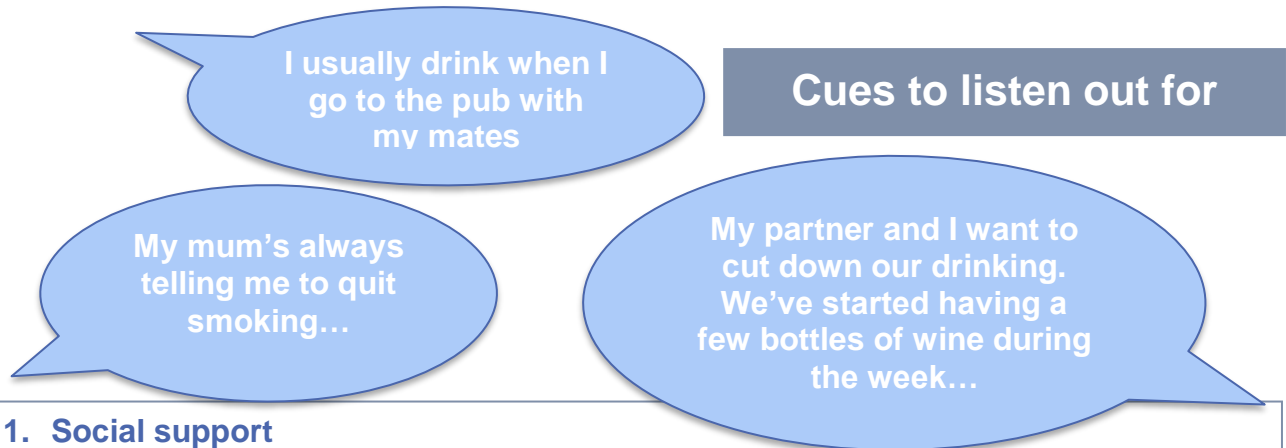 I usually drink when I
go to the pub with
my mates
Cues to listen out for
My mum’s always
telling me to quit
smoking…
My partner and I want to
cut down our drinking.
We’ve started having a
few bottles of wine during
the week…
1. Social support